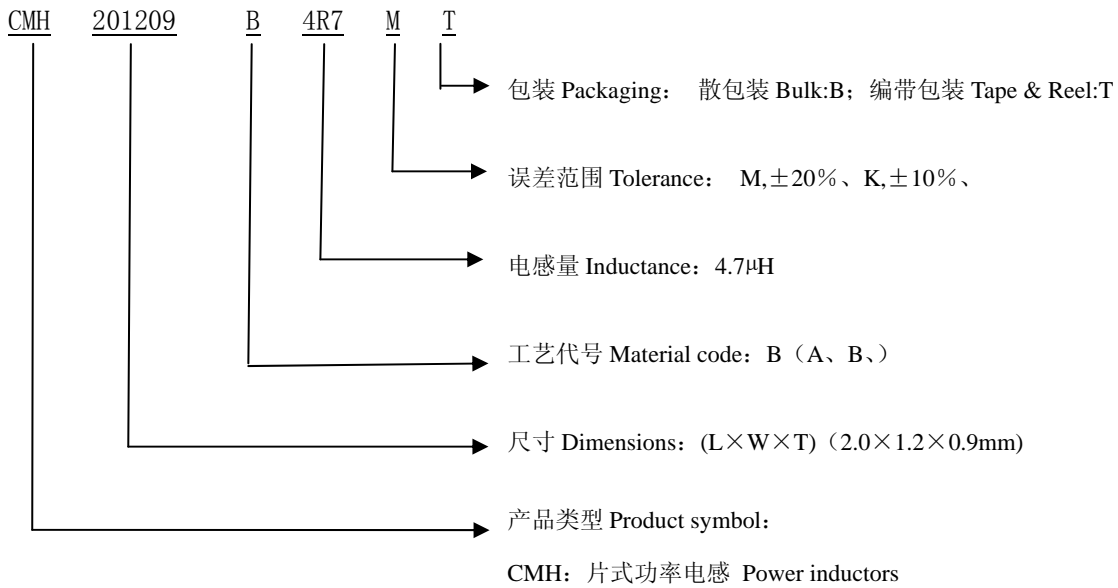 CMH 201209 B 4R7 M T
包装 Packaging： 散包装 Bulk:B；编带包装 Tape & Reel:T
误差范围 Tolerance： M,±20％、K,±10％、
电感量 Inductance：4.7μH
工艺代号 Material code：B（A、B、）
尺寸 Dimensions：(L×W×T)（2.0×1.2×0.9mm)
产品类型 Product symbol：
CMH：片式功率电感 Power inductors